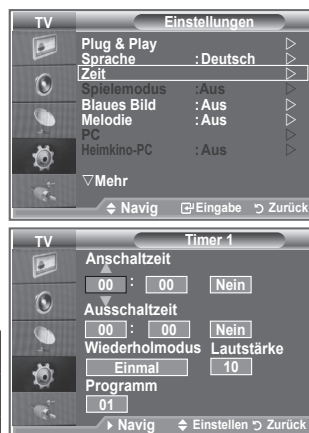 TV Einstellungen
Plug & Play
Sprache : Deutsch
Zeit
Spielemodus :Aus
Blaues Bild : Aus
Melodie : Aus
PC
Heimkino-PC : Aus
▽Mehr
Navig Eingabe Zurück
TV Timer 1
Anschaltzeit
00 : 00 Nein
Ausschaltzeit
00 : 00 Nein
Wiederholmodus Lautstärke
Einmal 10
Programm
01
Navig Einstellen Zurück